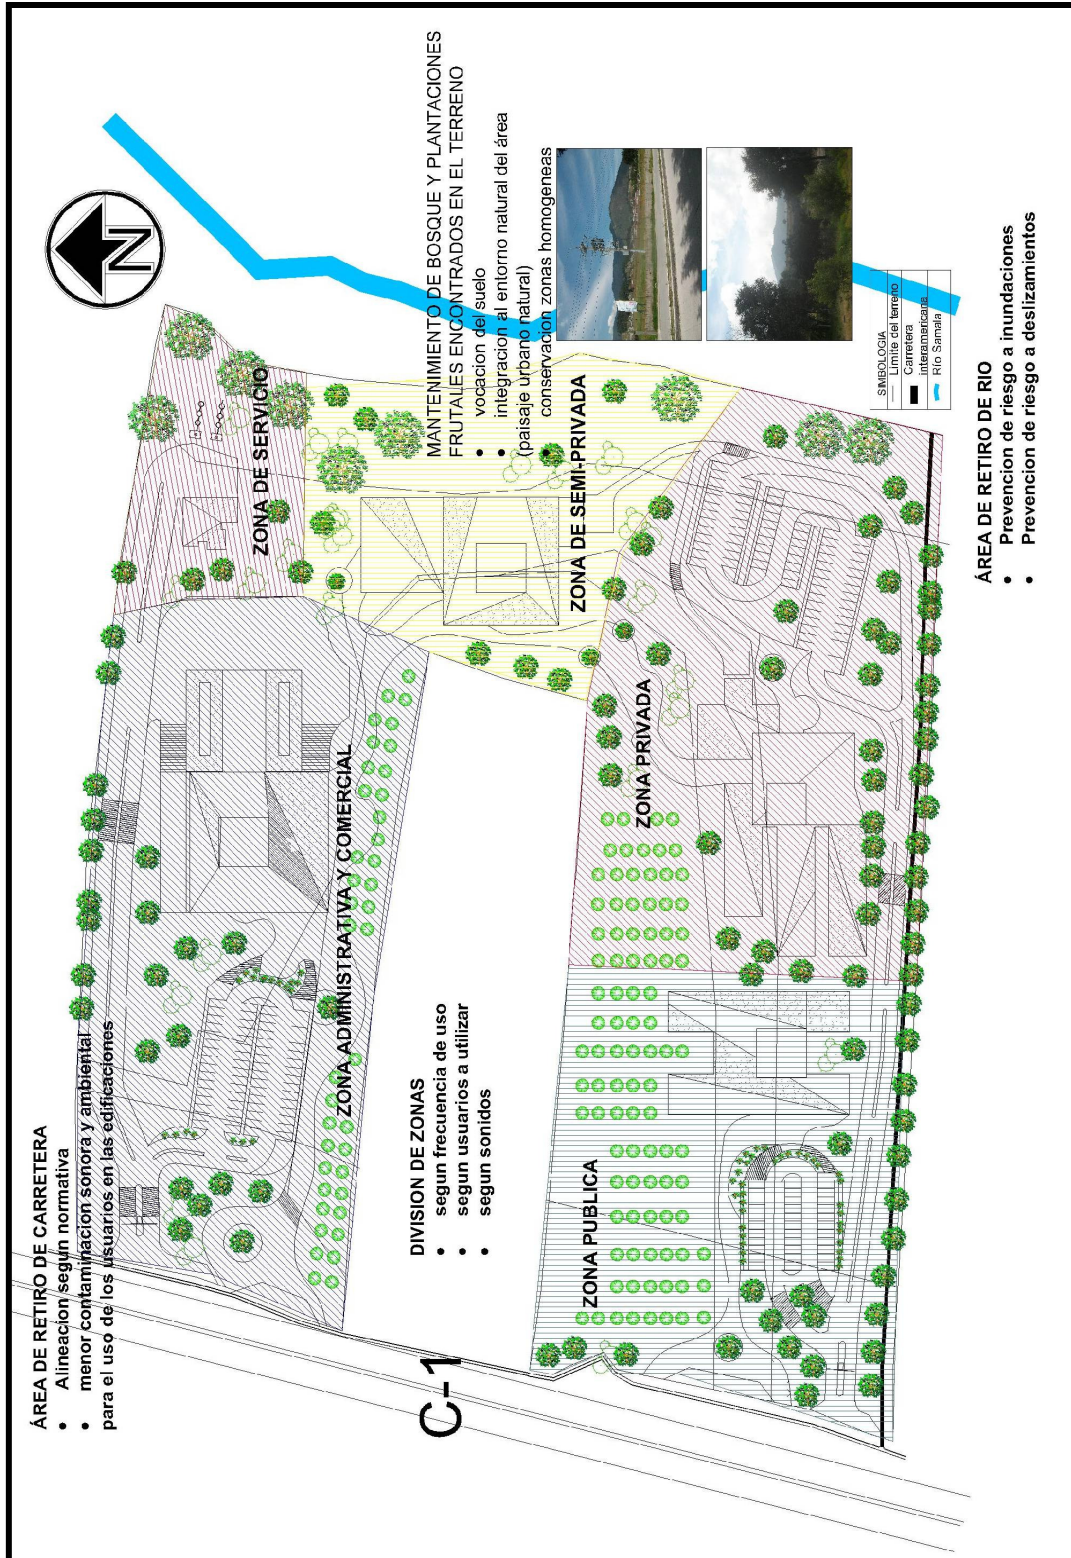 ÁREA DE RETIRO DE CARRETERA
• Alineacion segun normativa
• menor contaminacion sonora y ambiental
para el uso de los usuarios en las edificaciones
N
MANTENIMIENTO DE BOSQUE Y PLANTACIONES
FRUTALES ENCONTRADOS EN EL TERRENO
• vocacion del suelo
• integracion al entorno natural del área
(paisaje urbano natural)
• conservacion zonas homogeneas
ZONA DE SERVICIO
ZONA ADMINISTRATIVA Y COMERCIAL
ZONA DE SEMI-PRIVADA
DIVISION DE ZONAS
• segun frecuencia de uso
• segun usuarios a utilizar
• segun sonidos
C-1
ZONA PUBLICA
ZONA PRIVADA
SIMBOLOGIA
Limite del terreno
Carretera
interamericana
Río Samala
ÁREA DE RETIRO DE RIO
• Prevencion de riesgo a inundaciones
• Prevencion de riesgo a deslizamientos